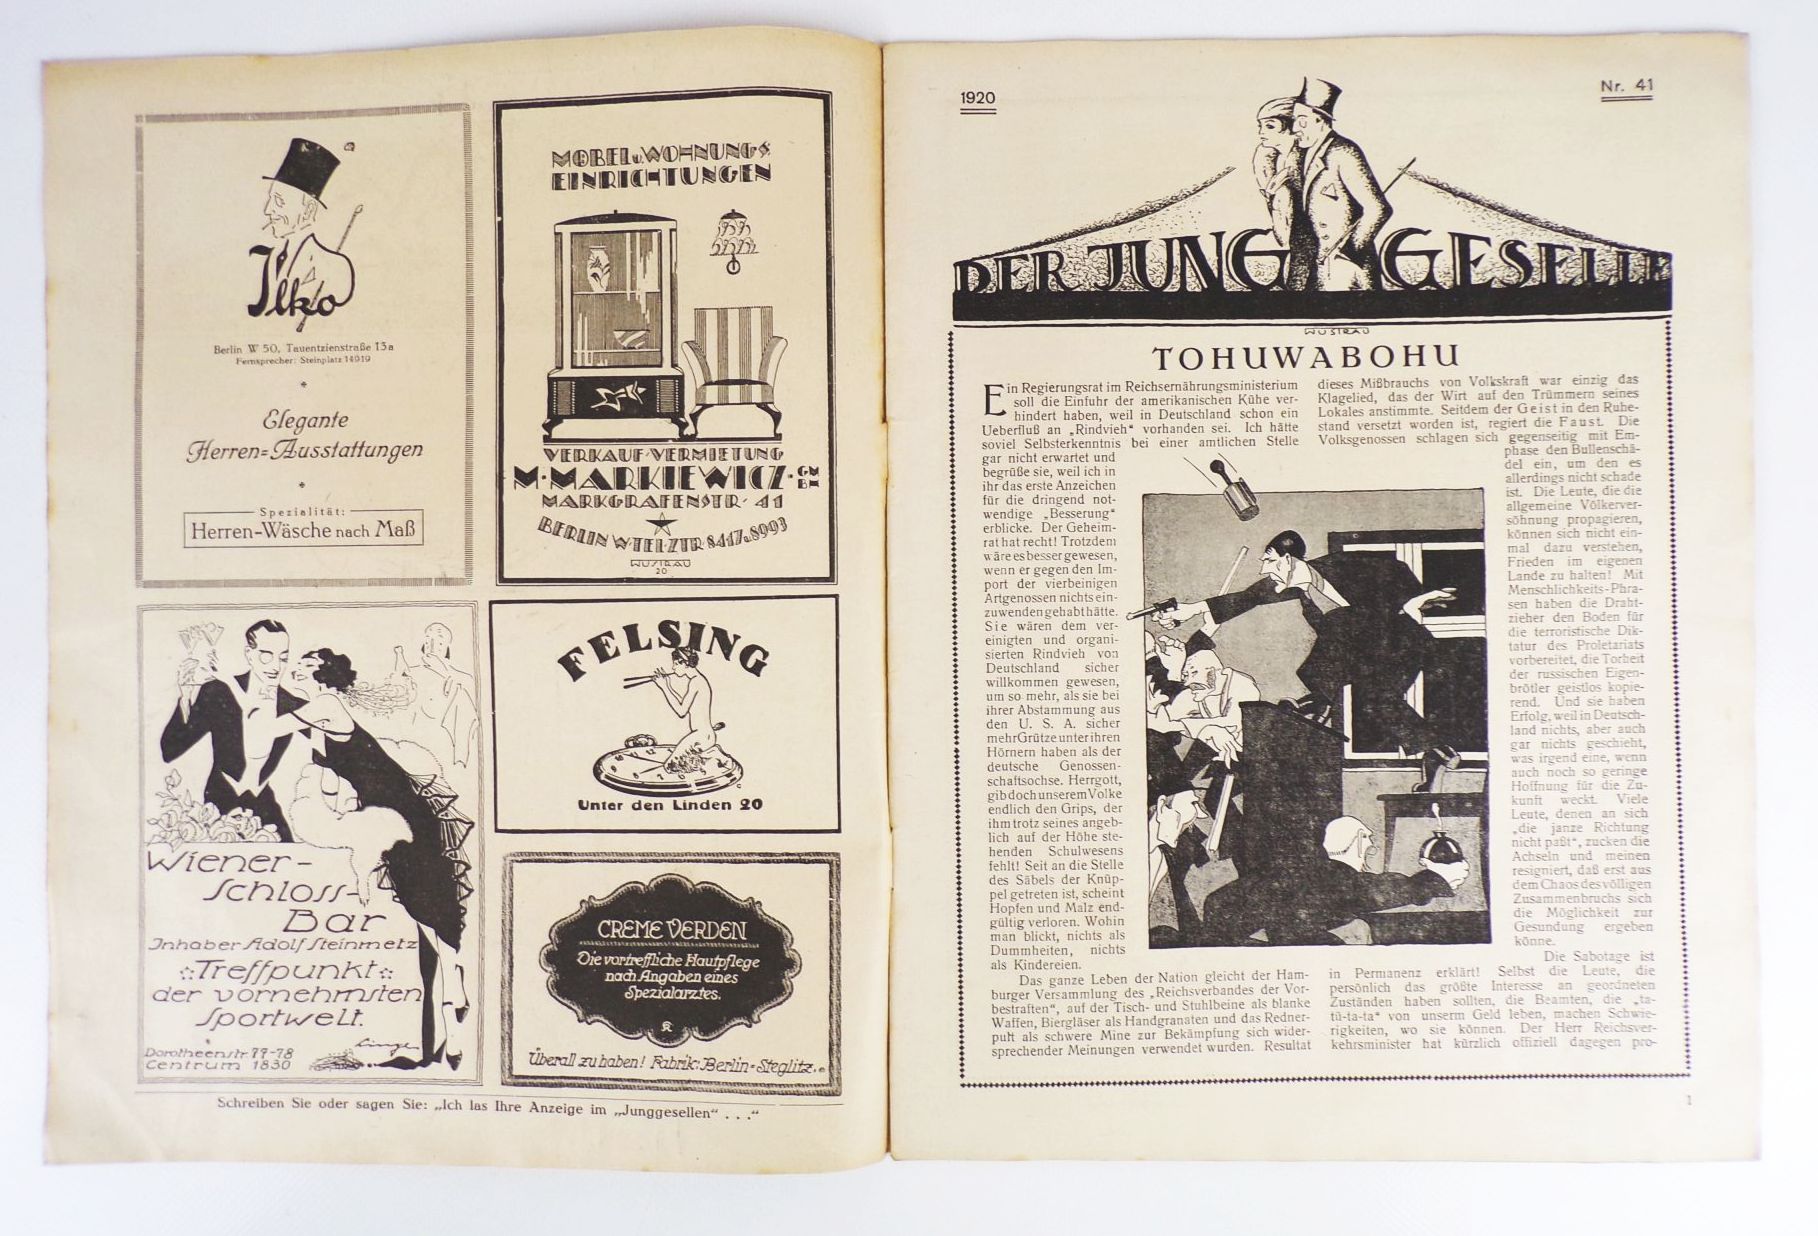 Ilko
Berlin W 50, Tauentzienstraße 13a
Fernsprecher: Steinplatz 14919
Elegante
Herren=Ausstattungen
Spezialität:
Herren-Wäsche nach Maß
MÖBEL u. WOHNUNGS
EINRICHTUNGEN
VERKAUF·VERMIETUNG
M·MARKIEWICZ· GM BH
MARKGRAFENSTR· 41
BERLIN W·TEL·ZTR·8417 u. 8993
WUSTRAU
20
Wiener-
Schloss-
Bar
Inhaber Adolf Steinmetz
Treffpunkt
der vornehmsten
Sportwelt.
Dorotheenstr. 77-78
Centrum 1830
FELSING
Unter den Linden 20
CREME VERDEN
Die vortreffliche Hautpflege
nach Angaben eines
Spezialarztes.
Überall zu haben! Fabrik: Berlin=Steglitz.
Schreiben Sie oder sagen Sie: „Ich las Ihre Anzeige im „Junggesellen“ . . .“
1920
Nr. 41
DER JUNGGESELLE
WUSTRAU
TOHUWABOHU
Ein Regierungsrat im Reichsernährungsministerium
soll die Einfuhr der amerikanischen Kühe ver-
hindert haben, weil in Deutschland schon ein
Ueberfluß an „Rindvieh“ vorhanden sei. Ich hätte
soviel Selbsterkenntnis bei einer amtlichen Stelle
gar nicht erwartet und
begrüße sie, weil ich in
ihr das erste Anzeichen
für die dringend not-
wendige „Besserung“
erblicke. Der Geheim-
rat hat recht! Trotzdem
wäre es besser gewesen,
wenn er gegen den Im-
port der vierbeinigen
Artgenossen nichts ein-
zuwenden gehabt hätte.
Sie wären dem ver-
einigten und organi-
sierten Rindvieh von
Deutschland sicher
willkommen gewesen,
um so mehr, als sie bei
ihrer Abstammung aus
den U. S. A. sicher
mehr Grütze unter ihren
Hörnern haben als der
deutsche Genossen-
schaftsochse. Herrgott,
gib doch unserem Volke
endlich den Grips, der
ihm trotz seines angeb-
lich auf der Höhe ste-
henden Schulwesens
fehlt! Seit an die Stelle
des Säbels der Knüp-
pel getreten ist, scheint
Hopfen und Malz end-
gültig verloren. Wohin
man blickt, nichts als
Dummheiten, nichts
als Kindereien.
Das ganze Leben der Nation gleicht der Ham-
burger Versammlung des „Reichsverbandes der Vor-
bestraften“, auf der Tisch- und Stuhlbeine als blanke
Waffen, Biergläser als Handgranaten und das Redner-
pult als schwere Mine zur Bekämpfung sich wider-
sprechender Meinungen verwendet wurden. Resultat
dieses Mißbrauchs von Volkskraft war einzig das
Klagelied, das der Wirt auf den Trümmern seines
Lokales anstimmte. Seitdem der Geist in den Ruhe-
stand versetzt worden ist, regiert die Faust. Die
Volksgenossen schlagen sich gegenseitig mit Em-
phase den Bullenschä-
del ein, um den es
allerdings nicht schade
ist. Die Leute, die die
allgemeine Völkerver-
söhnung propagieren,
können sich nicht ein-
mal dazu verstehen,
Frieden im eigenen
Lande zu halten! Mit
Menschlichkeits-Phra-
sen haben die Draht-
zieher den Boden für
die terroristische Dik-
tatur des Proletariats
vorbereitet, die Torheit
der russischen Eigen-
brötler geistlos kopie-
rend. Und sie haben
Erfolg, weil in Deutsch-
land nichts, aber auch
gar nichts geschieht,
was irgend eine, wenn
auch noch so geringe
Hoffnung für die Zu-
kunft weckt. Viele
Leute, denen an sich
„die janze Richtung
nicht paßt“, zucken die
Achseln und meinen
resigniert, daß erst aus
dem Chaos des völligen
Zusammenbruchs sich
die Möglichkeit zur
Gesundung ergeben
könne.
Die Sabotage ist
in Permanenz erklärt! Selbst die Leute, die
persönlich das größte Interesse an geordneten
Zuständen haben sollten, die Beamten, die „ta-
tü-ta-ta“ von unserm Geld leben, machen Schwie-
rigkeiten, wo sie können. Der Herr Reichsver-
kehrsminister hat kürzlich offiziell dagegen pro-
1